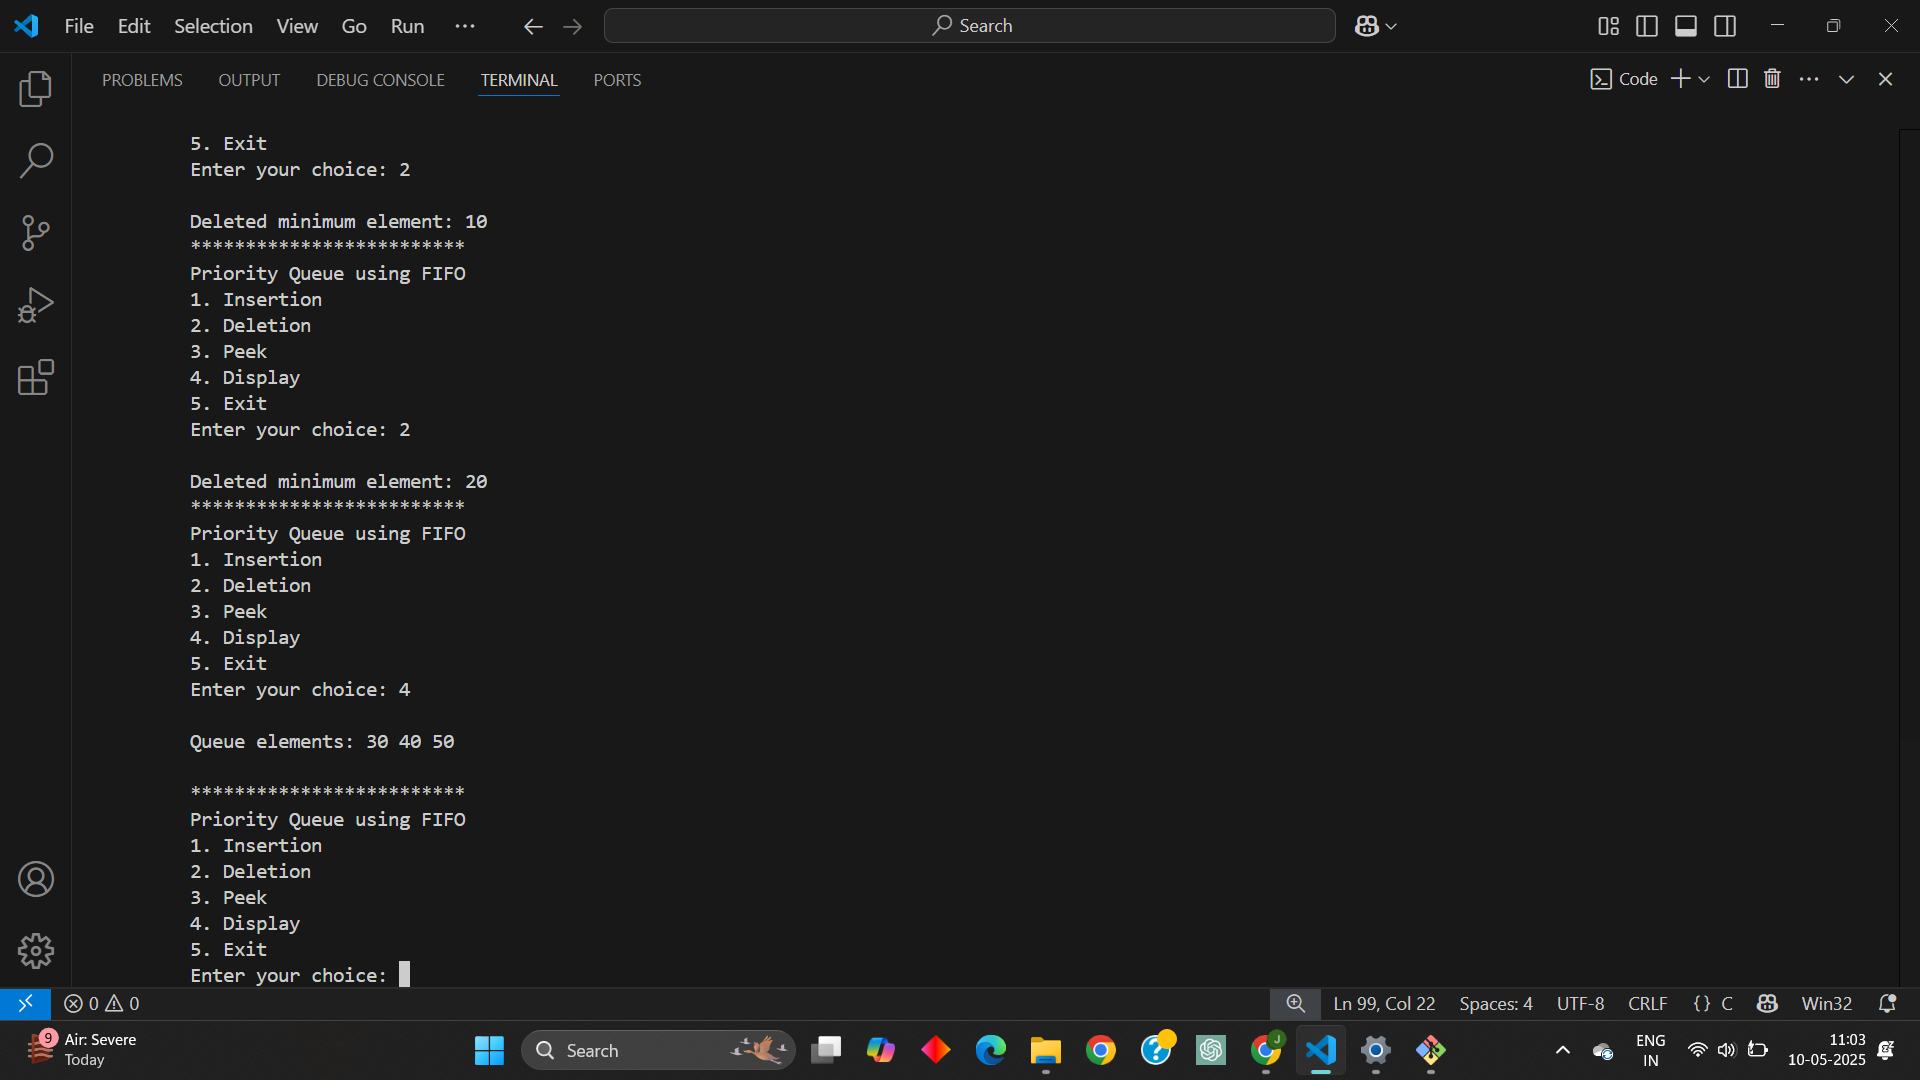 File Edit Selection View Go Run ··· Search
PROBLEMS OUTPUT DEBUG CONSOLE TERMINAL PORTS Code
5. Exit
Enter your choice: 2
Deleted minimum element: 10
*************************
Priority Queue using FIFO
1. Insertion
2. Deletion
3. Peek
4. Display
5. Exit
Enter your choice: 2
Deleted minimum element: 20
*************************
Priority Queue using FIFO
1. Insertion
2. Deletion
3. Peek
4. Display
5. Exit
Enter your choice: 4
Queue elements: 30 40 50
*************************
Priority Queue using FIFO
1. Insertion
2. Deletion
3. Peek
4. Display
5. Exit
Enter your choice:
0 0 Ln 99, Col 22 Spaces: 4 UTF-8 CRLF {} C Win32
9 Air: Severe
Today
Search
J
ENG
IN
11:03
10-05-2025